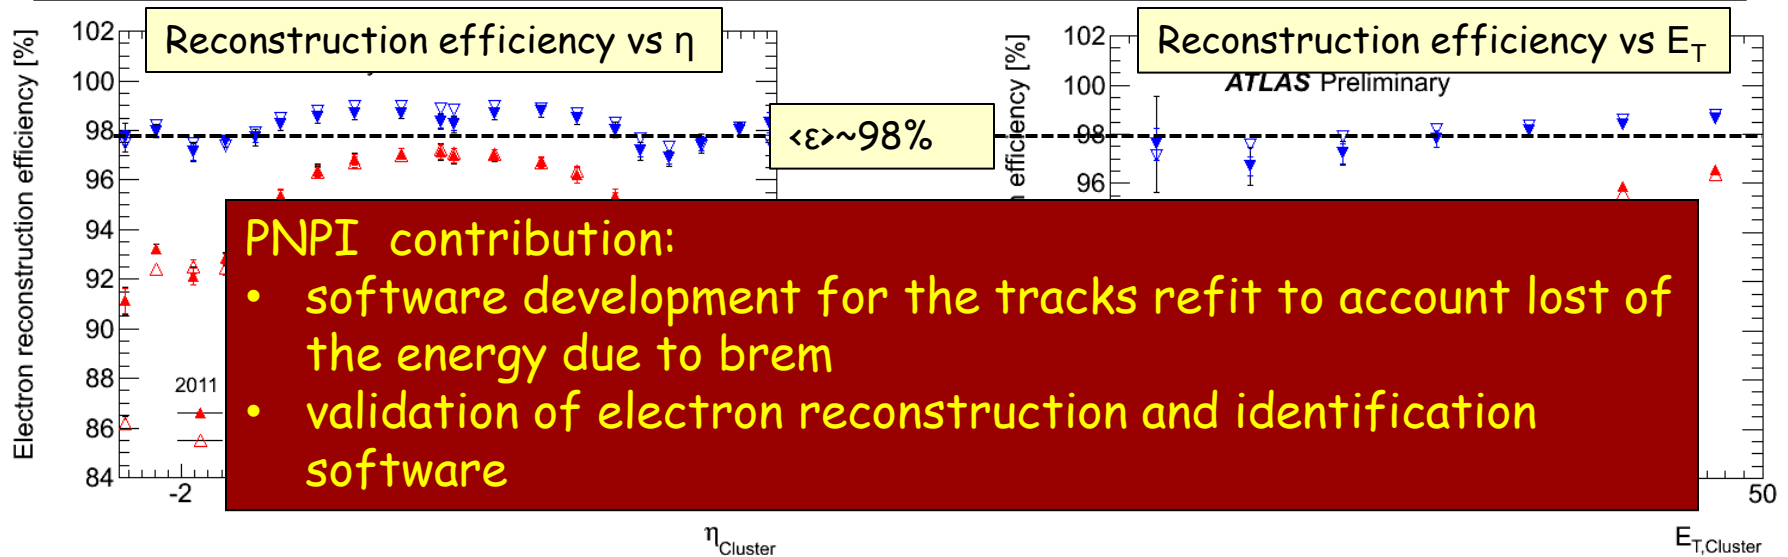 Reconstruction efficiency vs η
Reconstruction efficiency vs E_T
ATLAS Preliminary
<ε>~98%
Electron reconstruction efficiency [%]
102
100
98
96
94
92
90
88
86
84
-2
2011
η_Cluster
efficiency [%]
102
100
98
96
50
E_T,Cluster
PNPI contribution:
• software development for the tracks refit to account lost of
the energy due to brem
• validation of electron reconstruction and identification
software